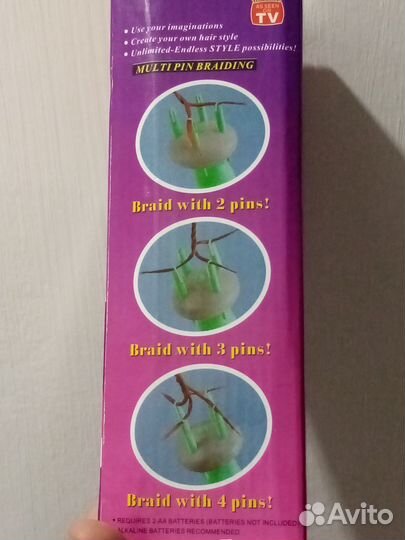 AS SEEN
ON
TV
• Use your imaginations
• Create your own hair style
• Unlimited-Endless STYLE possibilities!
MULTI PIN BRAIDING
Braid with 2 pins!
Braid with 3 pins!
Braid with 4 pins!
• REQUIRES 2-AA BATTERIES (BATTERIES NOT INCLUDED)
ALKALINE BATTERIES RECOMMENDED.
Avito